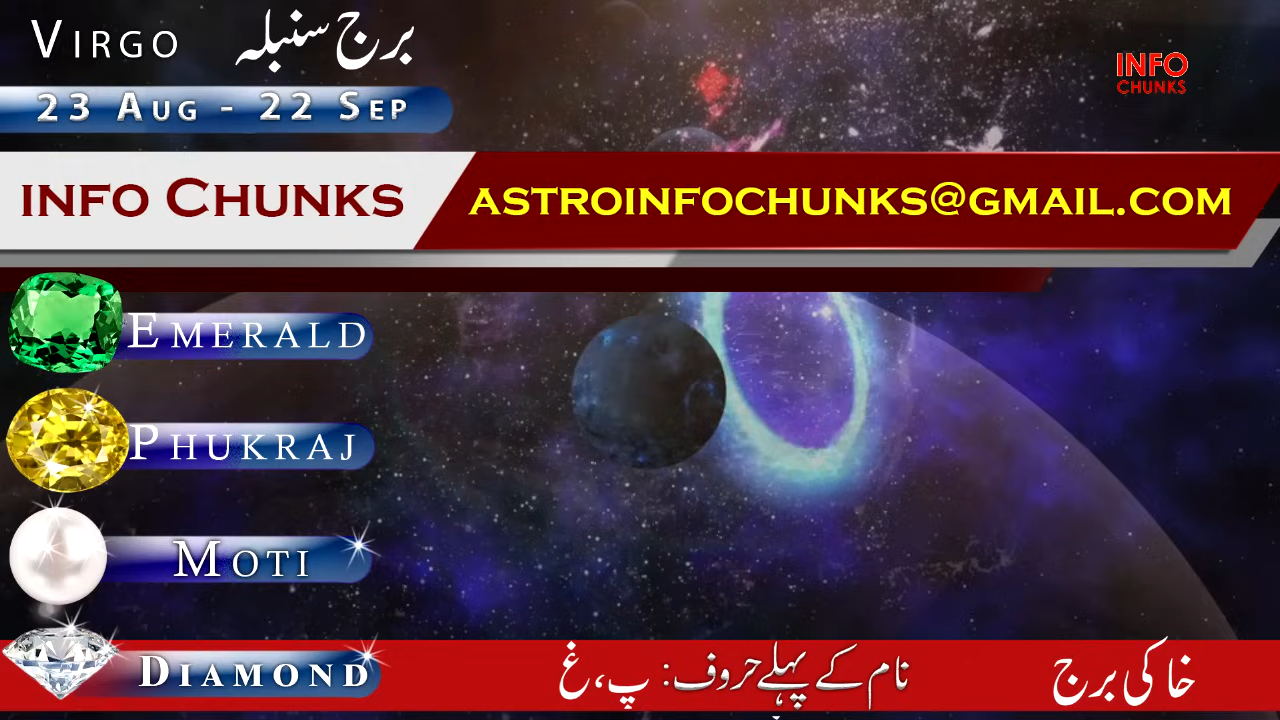 VIRGO برج سنبلہ
INFO
CHUNKS
23 AUG - 22 SEP
INFO CHUNKS
ASTROINFOCHUNKS@GMAIL.COM
EMERALD
PHUKRAJ
MOTI
DIAMOND
نام کے پہلے حروف: پ، غ
خاکی برج